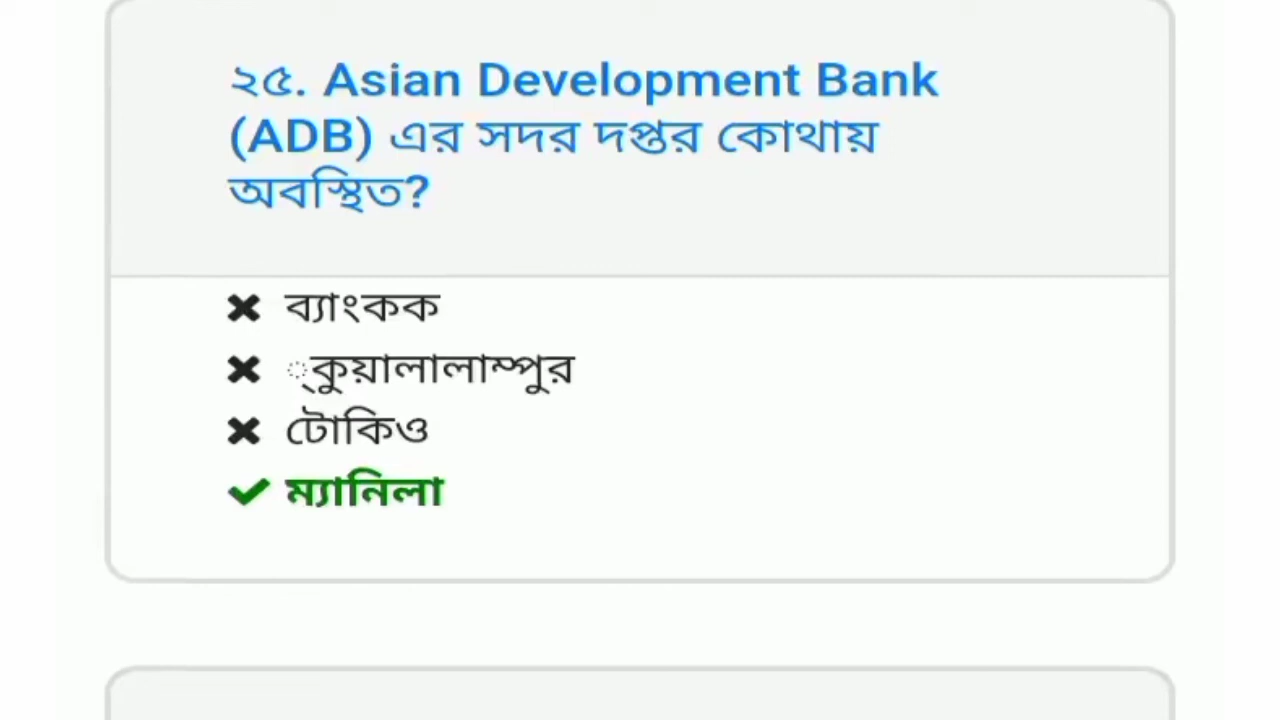 ২৫. Asian Development Bank
(ADB) এর সদর দপ্তর কোথায়
অবস্থিত?
ব্যাংকক
্কুয়ালালাম্পুর
টোকিও
ম্যানিলা